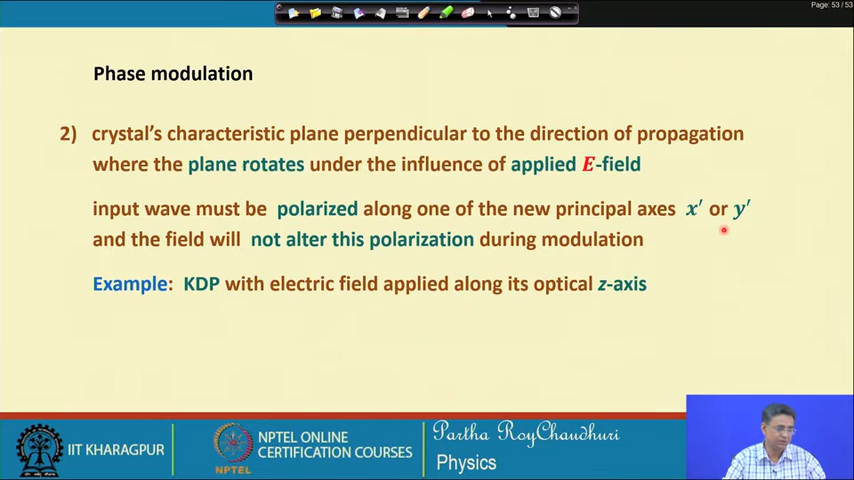 Page: 53 / 53
Phase modulation
2) crystal's characteristic plane perpendicular to the direction of propagation
where the plane rotates under the influence of applied E-field
input wave must be polarized along one of the new principal axes x′ or y′
and the field will not alter this polarization during modulation
Example: KDP with electric field applied along its optical z-axis
IIT KHARAGPUR
NPTEL
NPTEL ONLINE
CERTIFICATION COURSES
Partha RoyChaudhuri
Physics